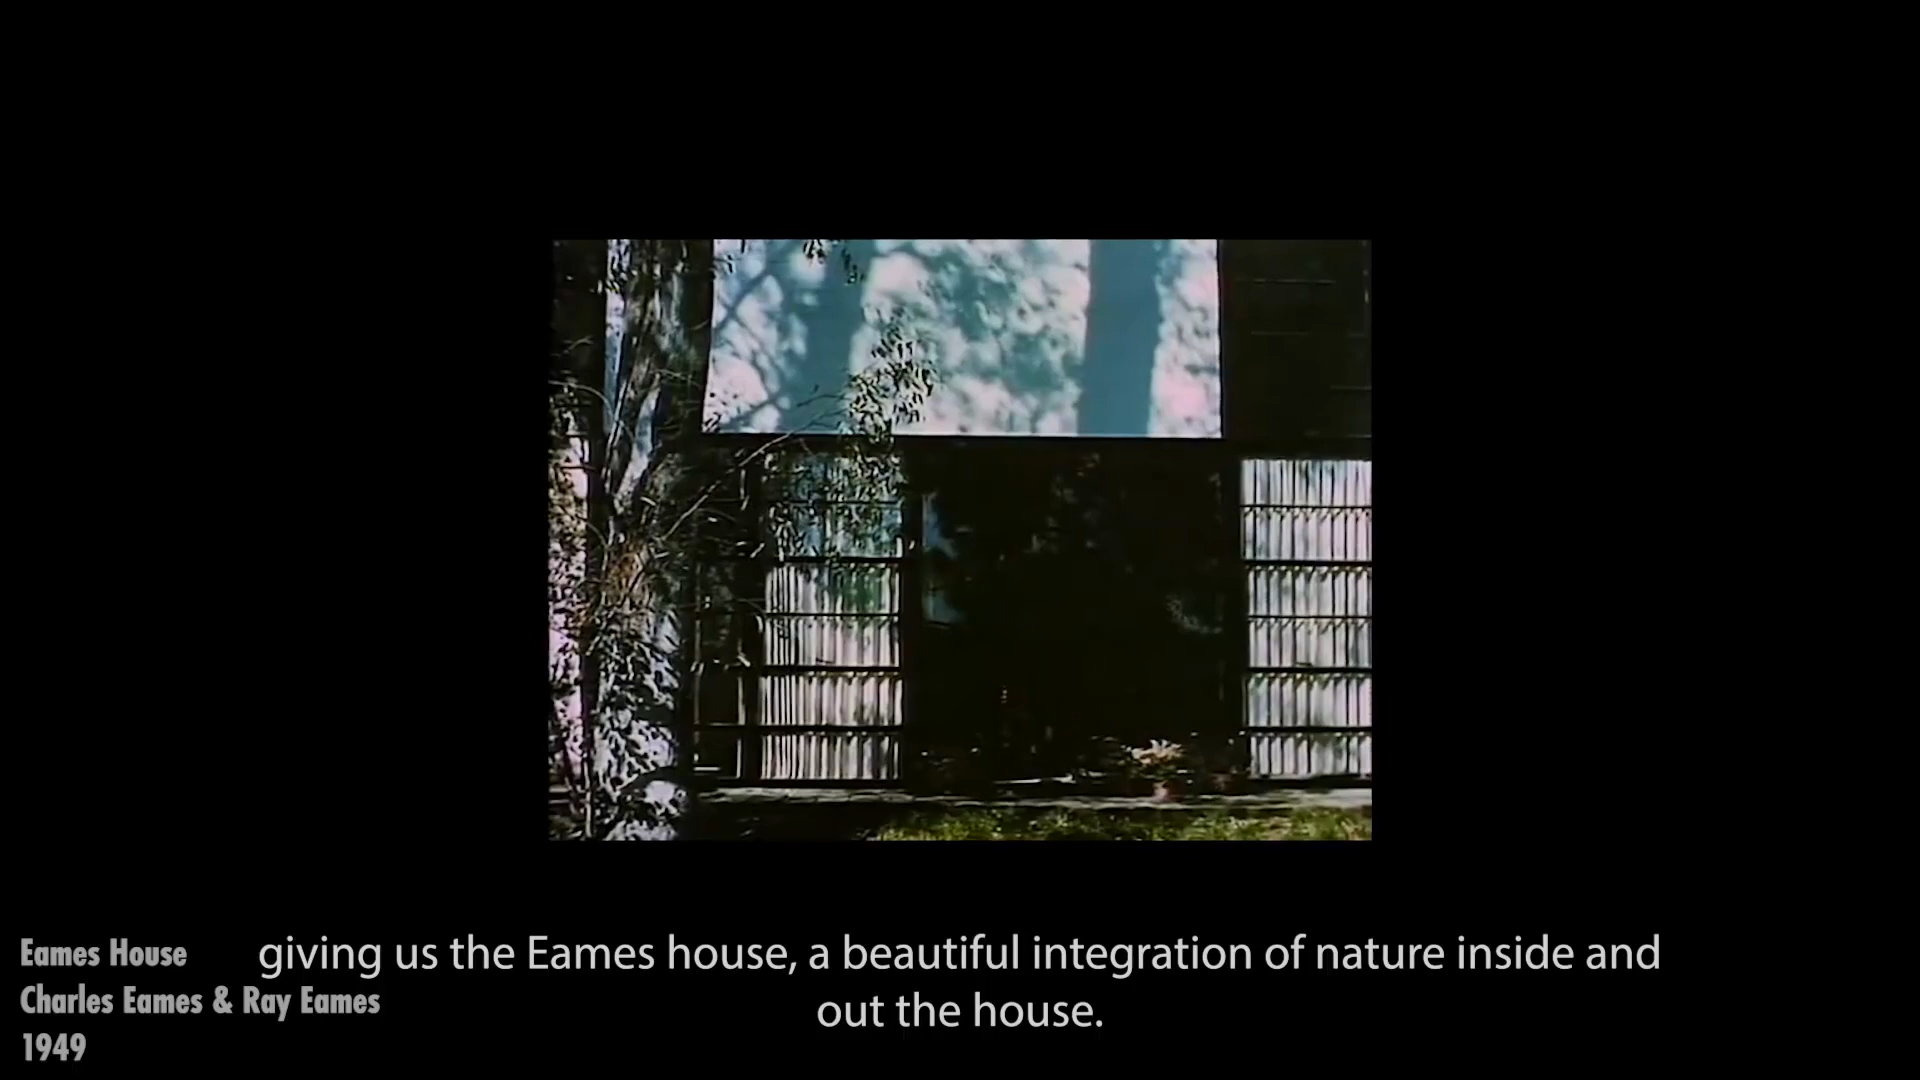 Eames House
Charles Eames & Ray Eames
1949
giving us the Eames house, a beautiful integration of nature inside and
out the house.